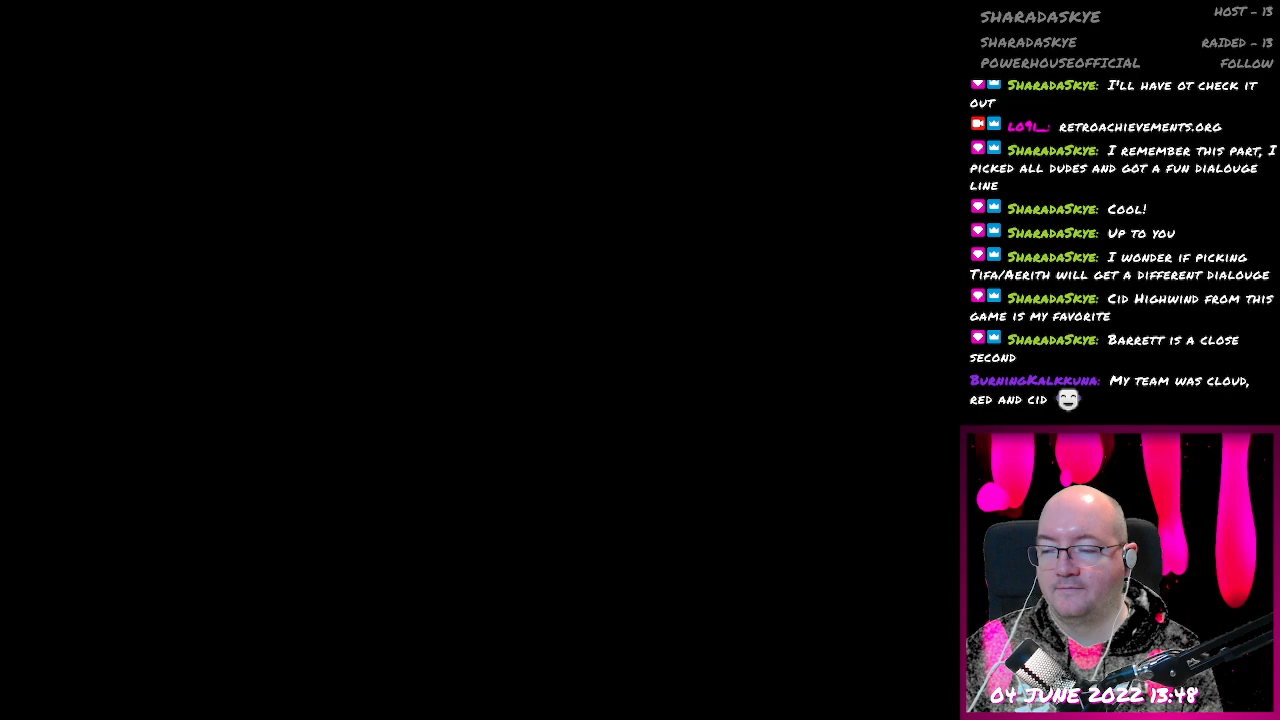 SHARADASKYE HOST - 13
SHARADASKYE RAIDED - 13
POWERHOUSEOFFICIAL FOLLOW
SharadaSkye: I'll have ot check it
out
Lo91_: retroachievements.org
SharadaSkye: I remember this part, I
picked all dudes and got a fun dialouge
line
SharadaSkye: Cool!
SharadaSkye: Up to you
SharadaSkye: I wonder if picking
Tifa/Aerith will get a different dialouge
SharadaSkye: Cid Highwind from this
game is my favorite
SharadaSkye: Barrett is a close
second
BurningKalkkuna: My team was cloud,
red and cid
04 JUNE 2022 13:48